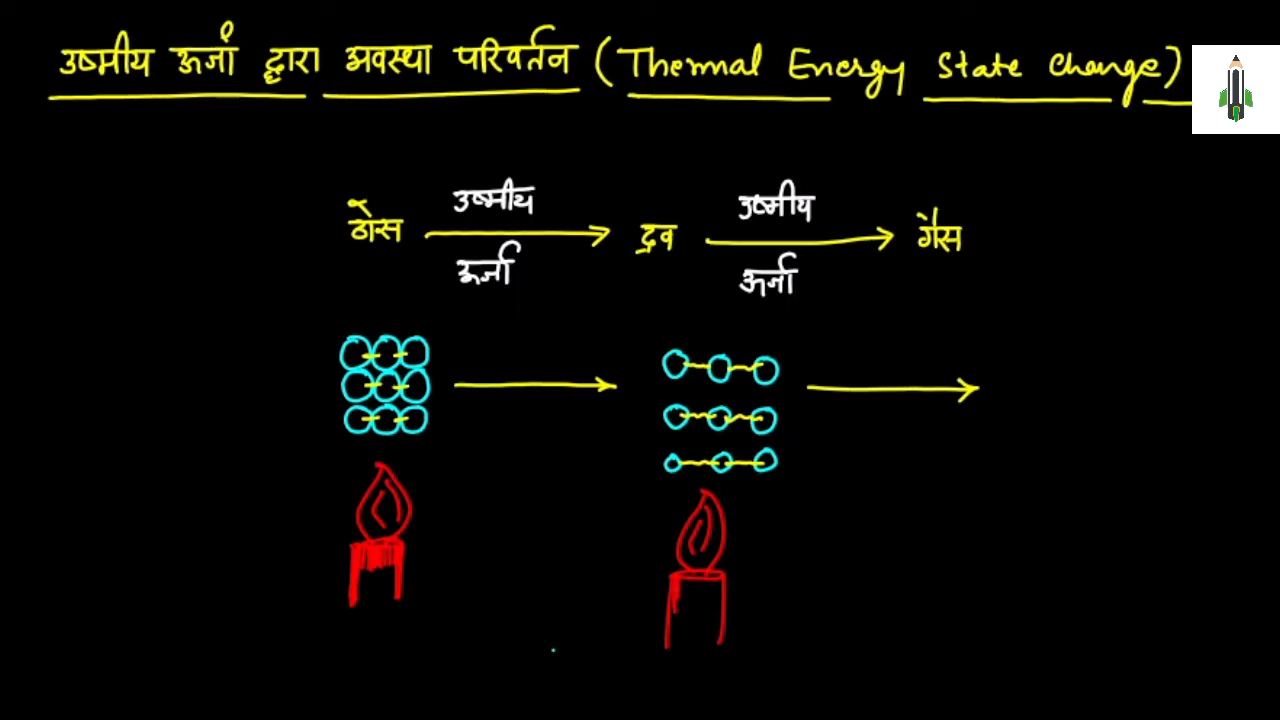 उष्मीय ऊर्जा द्वारा अवस्था परिवर्तन (Thermal Energy State Change)
ठोस उष्मीय ऊर्जा द्रव उष्मीय ऊर्जा गैस